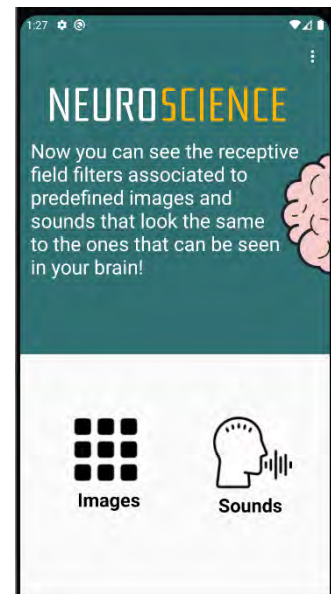 1:27
NEUROSCIENCE
Now you can see the receptive
field filters associated to
predefined images and
sounds that look the same
to the ones that can be seen
in your brain!
Images
Sounds